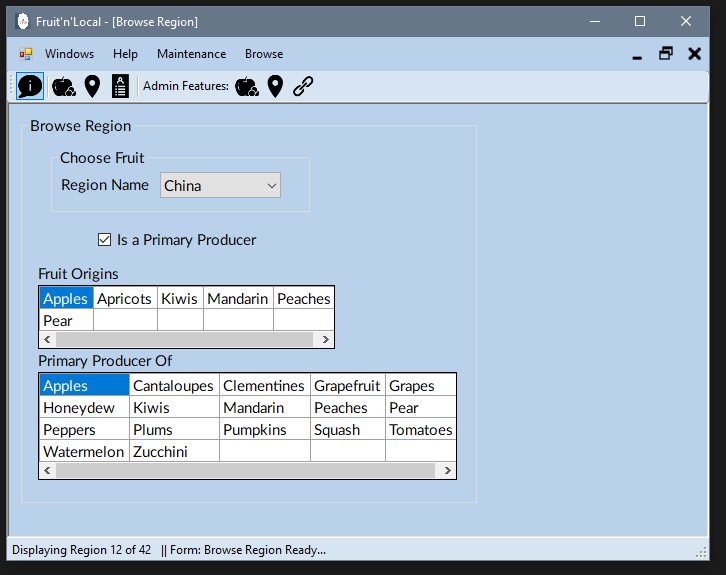 Fruit'n'Local - [Browse Region]
Windows Help Maintenance Browse
Admin Features:
Browse Region
Choose Fruit
Region Name China
Is a Primary Producer
Fruit Origins
Apples Apricots Kiwis Mandarin Peaches
Pear
Primary Producer Of
Apples Cantaloupes Clementines Grapefruit Grapes
Honeydew Kiwis Mandarin Peaches Pear
Peppers Plums Pumpkins Squash Tomatoes
Watermelon Zucchini
Displaying Region 12 of 42 || Form: Browse Region Ready...